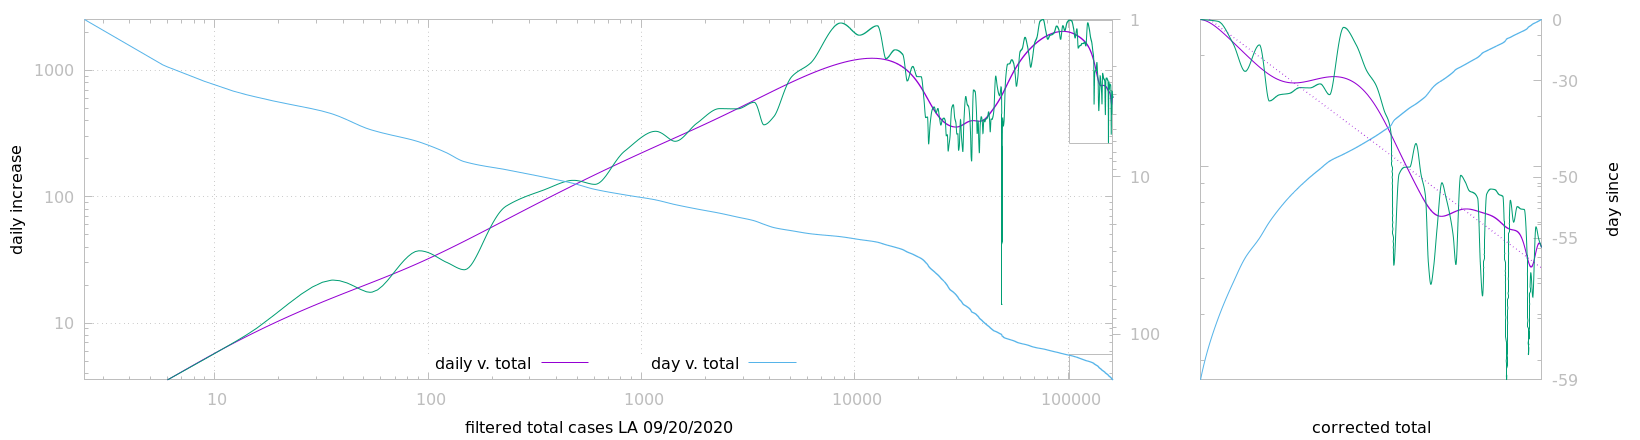 1000
100
10
daily increase
10
100
1000
10000
100000
1
10
100
daily v. total
day v. total
filtered total cases LA 09/20/2020
0
-30
-50
-55
-59
day since
corrected total